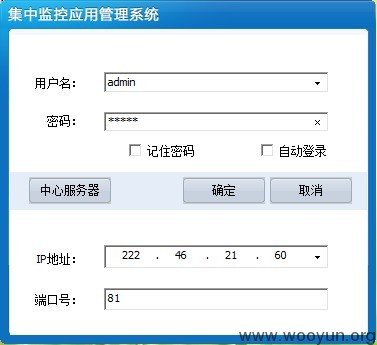 集中监控应用管理系统
用户名： admin
密码： *****
记住密码 自动登录
中心服务器 确定 取消
IP地址： 222 . 46 . 21 . 60
端口号： 81
www.wooyun.org